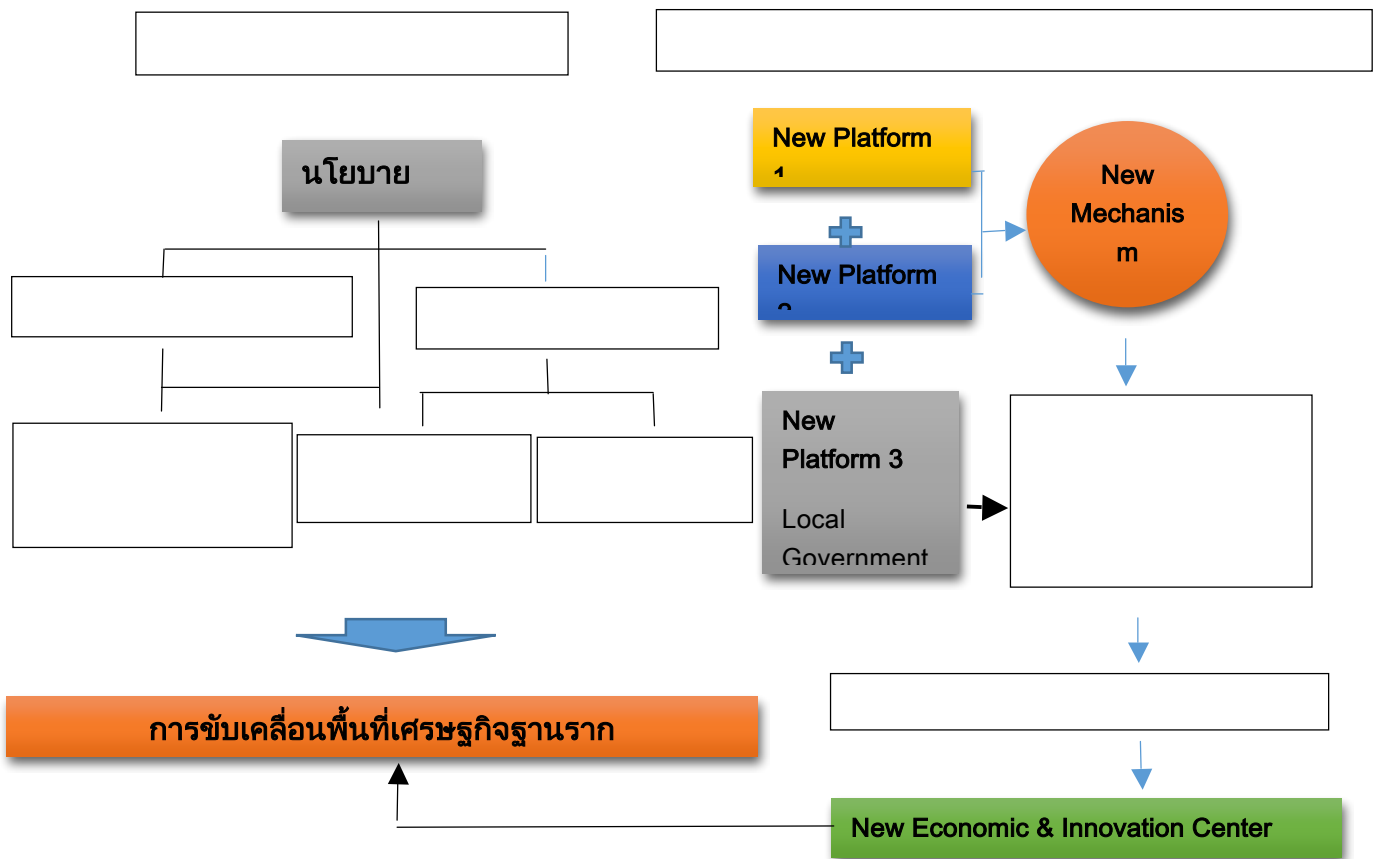 นโยบาย
New Platform
New
Mechanis
m
New Platform
New
Platform 3
Local
Government
การขับเคลื่อนพื้นที่เศรษฐกิจฐานราก
New Economic & Innovation Center